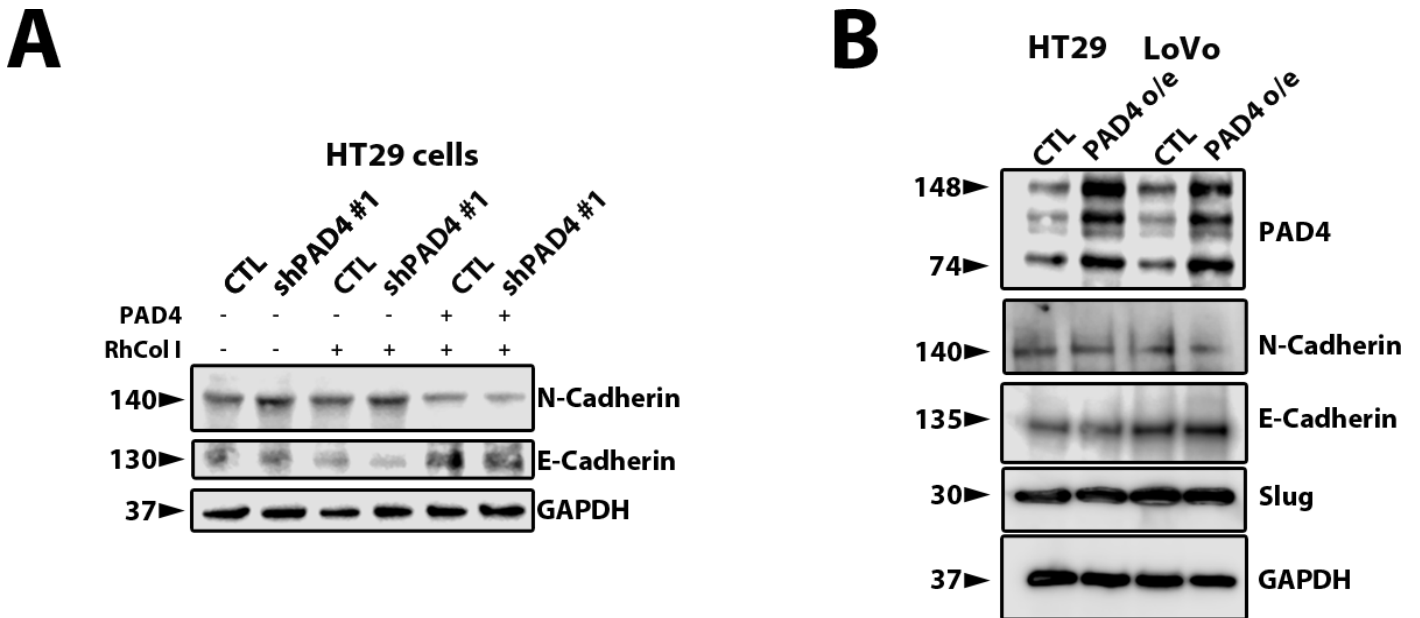 A
HT29 cells
CTL shPAD4 #1 CTL shPAD4 #1 CTL shPAD4 #1
PAD4 - - - - + +
RhCol I - - + + + +
140 N-Cadherin
130 E-Cadherin
37 GAPDH
B
HT29 LoVo
CTL PAD4 o/e CTL PAD4 o/e
148
PAD4
74
140 N-Cadherin
135 E-Cadherin
30 Slug
37 GAPDH